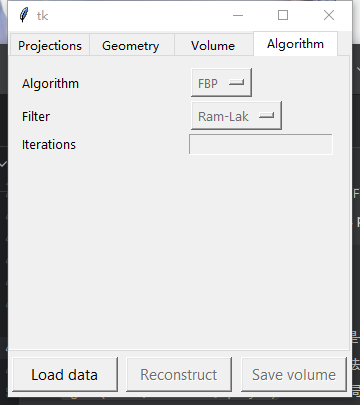 tk
Projections Geometry Volume Algorithm
Algorithm FBP
Filter Ram-Lak
Iterations
Load data Reconstruct Save volume